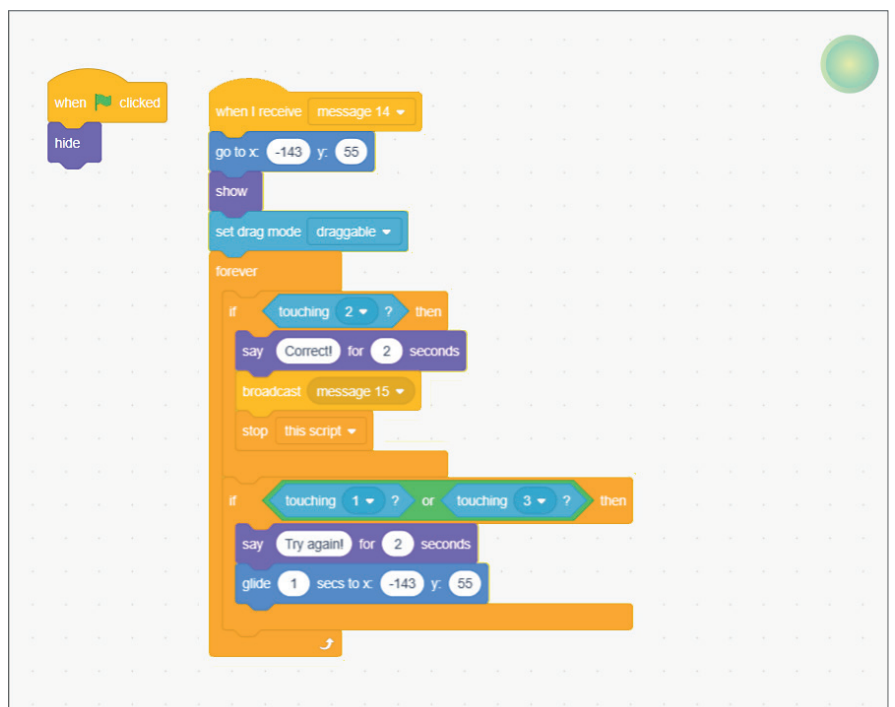 when clicked
hide
when I receive message 14
go to x: -143 y: 55
show
set drag mode draggable
forever
if touching 2 ? then
say Correct! for 2 seconds
broadcast message 15
stop this script
if touching 1 ? or touching 3 ? then
say Try again! for 2 seconds
glide 1 secs to x: -143 y: 55